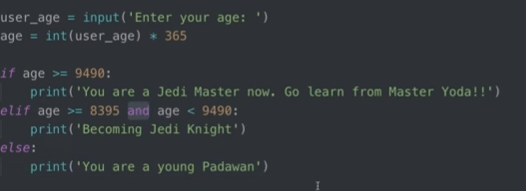 user_age = input('Enter your age: ')
age = int(user_age) * 365
if age >= 9490:
    print('You are a Jedi Master now. Go learn from Master Yoda!!')
elif age >= 8395 and age < 9490:
    print('Becoming Jedi Knight')
else:
    print('You are a young Padawan')